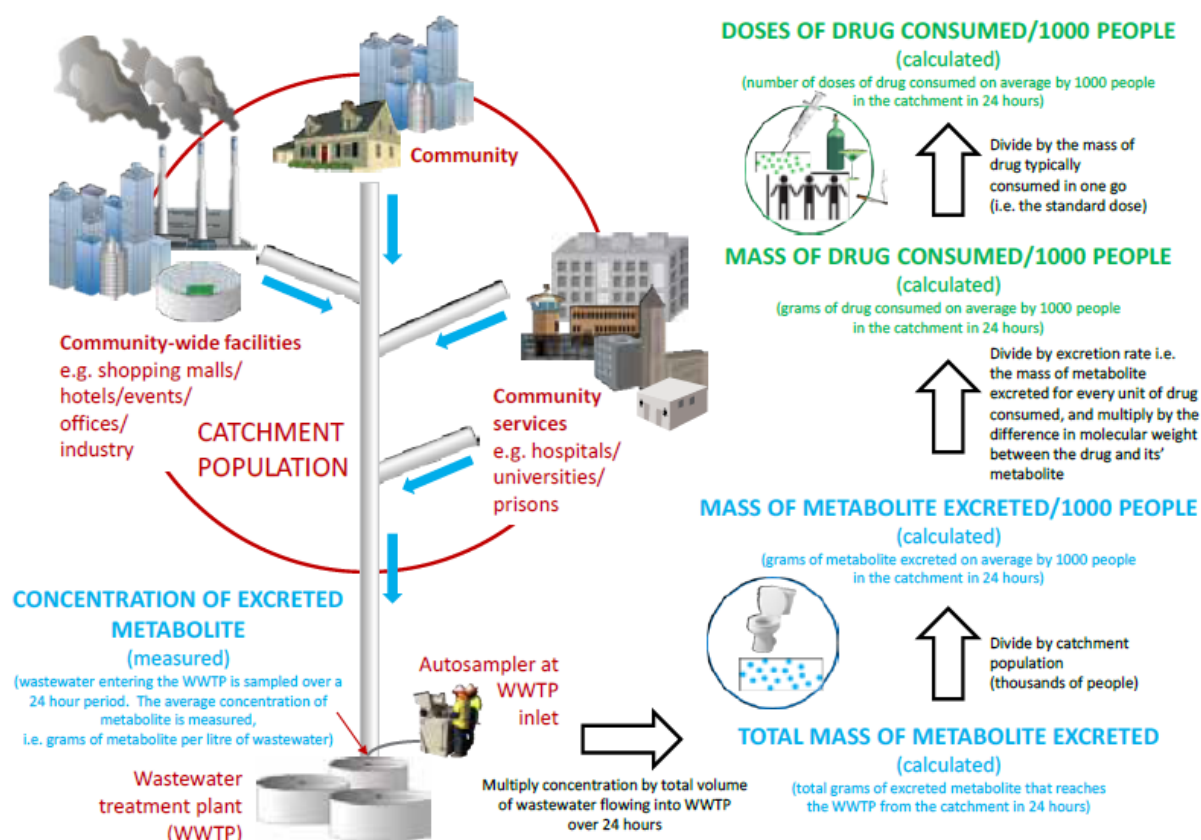 Community
Community-wide facilities
e.g. shopping malls/
hotels/events/
offices/
industry
CATCHMENT
POPULATION
Community
services
e.g. hospitals/
universities/
prisons
CONCENTRATION OF EXCRETED
METABOLITE
(measured)
(wastewater entering the WWTP is sampled over a
24 hour period. The average concentration of
metabolite is measured,
i.e. grams of metabolite per litre of wastewater)
Autosampler at
WWTP
inlet
Wastewater
treatment plant
(WWTP)
Multiply concentration by total volume
of wastewater flowing into WWTP
over 24 hours
DOSES OF DRUG CONSUMED/1000 PEOPLE
(calculated)
(number of doses of drug consumed on average by 1000 people
in the catchment in 24 hours)
Divide by the mass of
drug typically
consumed in one go
(i.e. the standard dose)
MASS OF DRUG CONSUMED/1000 PEOPLE
(calculated)
(grams of drug consumed on average by 1000 people
in the catchment in 24 hours)
Divide by excretion rate i.e.
the mass of metabolite
excreted for every unit of drug
consumed, and multiply by the
difference in molecular weight
between the drug and its'
metabolite
MASS OF METABOLITE EXCRETED/1000 PEOPLE
(calculated)
(grams of metabolite excreted on average by 1000 people
in the catchment in 24 hours)
Divide by catchment
population
(thousands of people)
TOTAL MASS OF METABOLITE EXCRETED
(calculated)
(total grams of excreted metabolite that reaches
the WWTP from the catchment in 24 hours)